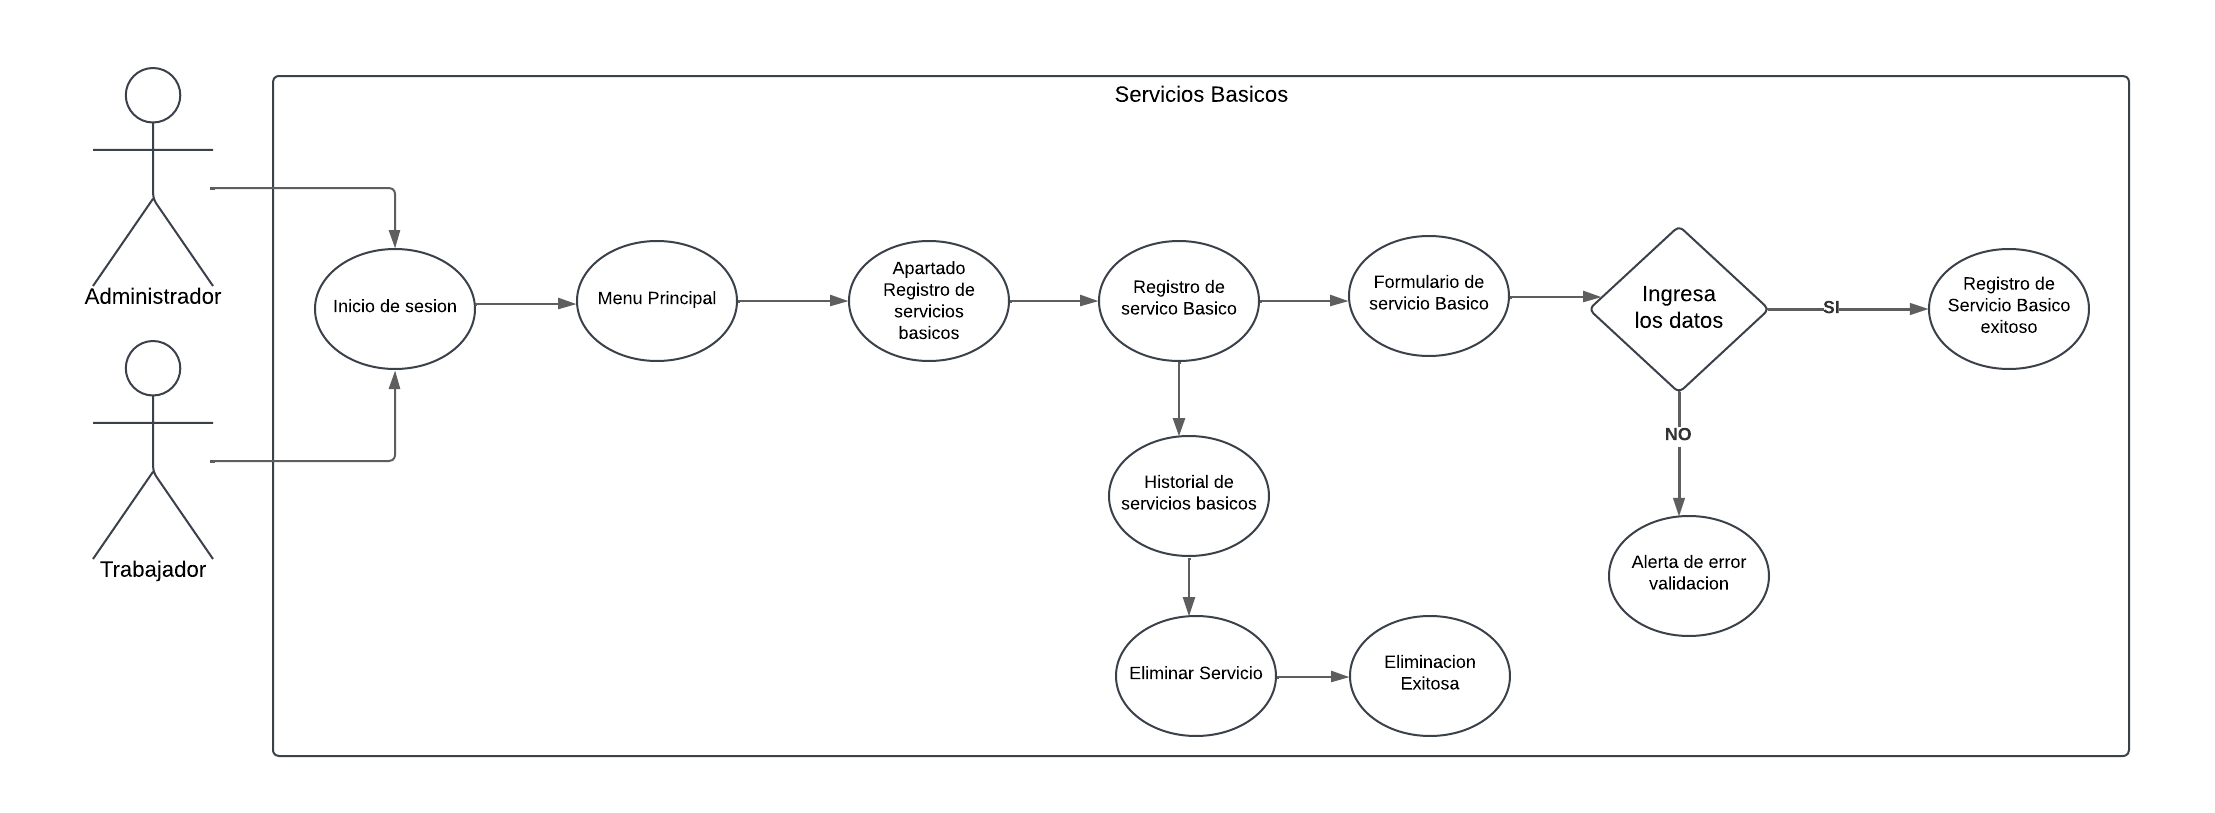 Servicios Basicos
Administrador
Trabajador
Inicio de sesion
Menu Principal
Apartado
Registro de
servicios
basicos
Registro de
servico Basico
Formulario de
servicio Basico
Ingresa
los datos
SI
Registro de
Servicio Basico
exitoso
NO
Alerta de error
validacion
Historial de
servicios basicos
Eliminar Servicio
Eliminacion
Exitosa